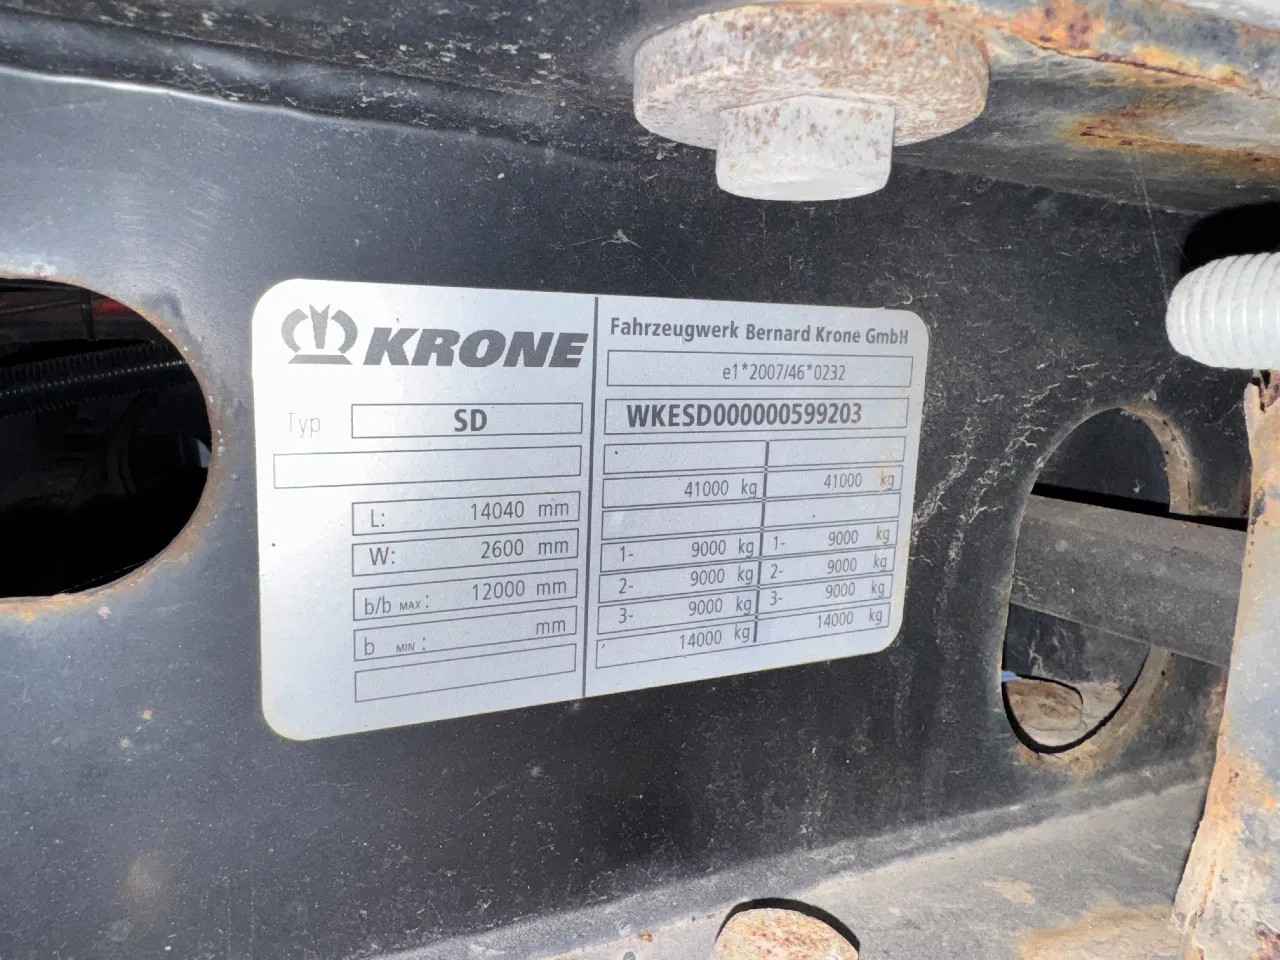 KRONE
Typ SD
L: 14040 mm
W: 2600 mm
b/b MAX: 12000 mm
b MIN: mm
Fahrzeugwerk Bernard Krone GmbH
e1*2007/46*0232
WKESD000000599203
41000 kg 41000 kg
1- 9000 kg 1- 9000 kg
2- 9000 kg 2- 9000 kg
3- 9000 kg 3- 9000 kg
14000 kg 14000 kg